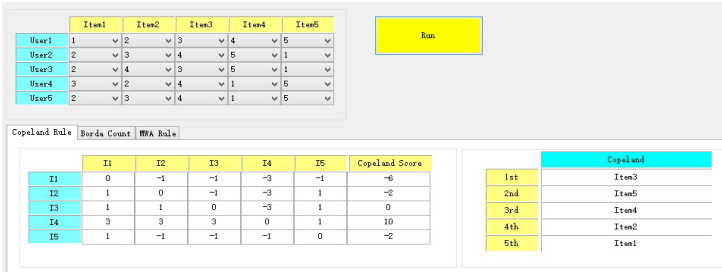 Item1 Item2 Item3 Item4 Item5
User1 1 2 3 4 5
User2 2 3 4 5 1
User3 2 4 3 5 1
User4 3 2 4 1 5
User5 2 3 4 1 5
Run
Copeland Rule Borda Count MWA Rule
I1 I2 I3 I4 I5 Copeland Score
I1 0 -1 -1 -3 -1 -6
I2 1 0 -1 -3 1 -2
I3 1 1 0 -3 1 0
I4 3 3 3 0 1 10
I5 1 -1 -1 -1 0 -2
Copeland
1st Item3
2nd Item5
3rd Item4
4th Item2
5th Item1